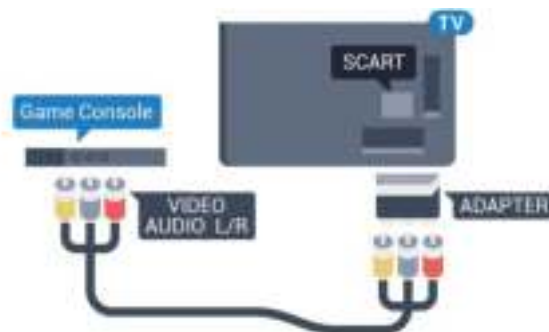 TV
SCART
Game Console
VIDEO
AUDIO L/R
ADAPTER